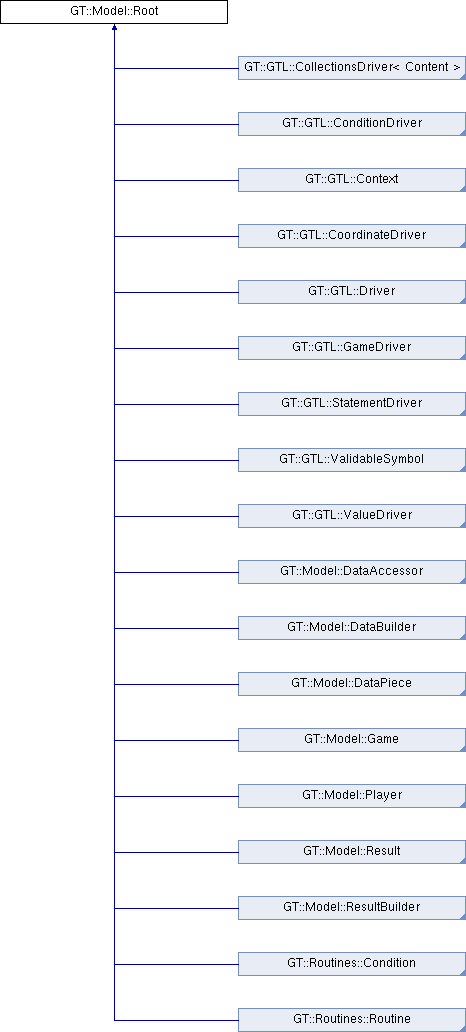 GT::Model::Root
GT::GTL::CollectionsDriver< Content >
GT::GTL::ConditionDriver
GT::GTL::Context
GT::GTL::CoordinateDriver
GT::GTL::Driver
GT::GTL::GameDriver
GT::GTL::StatementDriver
GT::GTL::ValidableSymbol
GT::GTL::ValueDriver
GT::Model::DataAccessor
GT::Model::DataBuilder
GT::Model::DataPiece
GT::Model::Game
GT::Model::Player
GT::Model::Result
GT::Model::ResultBuilder
GT::Routines::Condition
GT::Routines::Routine